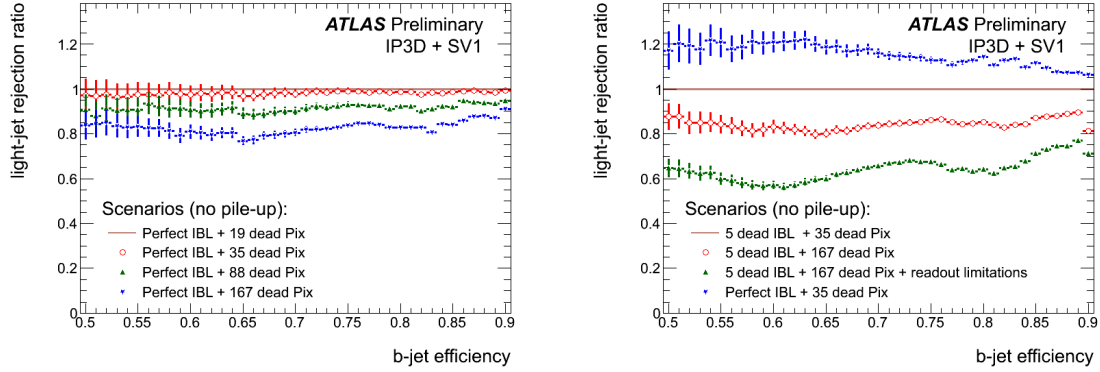 light-jet rejection ratio
ATLAS Preliminary
IP3D + SV1
1.2
1
0.8
0.6
0.4
0.2
0
Scenarios (no pile-up):
Perfect IBL + 19 dead Pix
Perfect IBL + 35 dead Pix
Perfect IBL + 88 dead Pix
Perfect IBL + 167 dead Pix
0.5 0.55 0.6 0.65 0.7 0.75 0.8 0.85 0.9
b-jet efficiency
light-jet rejection ratio
ATLAS Preliminary
IP3D + SV1
1.2
1
0.8
0.6
0.4
0.2
0
Scenarios (no pile-up):
5 dead IBL + 35 dead Pix
5 dead IBL + 167 dead Pix
5 dead IBL + 167 dead Pix + readout limitations
Perfect IBL + 35 dead Pix
0.5 0.55 0.6 0.65 0.7 0.75 0.8 0.85 0.9
b-jet efficiency